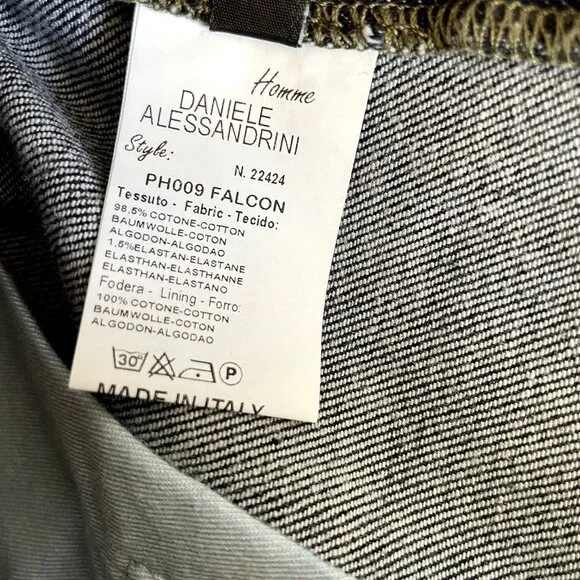 Homme
DANIELE
ALESSANDRINI
Style:
N. 22424
PH009 FALCON
Tessuto - Fabric - Tecido:
98.5% COTONE-COTTON
BAUMWOLLE-COTON
ALGODON-ALGODAO
1.5%ELASTAN-ELASTANE
ELASTHAN-ELASTHANNE
ELASTHAN-ELASTANO
Fodera - Lining - Forro:
100% COTONE-COTTON
BAUMWOLLE-COTON
ALGODON-ALGODAO
30° P
MADE IN ITALY